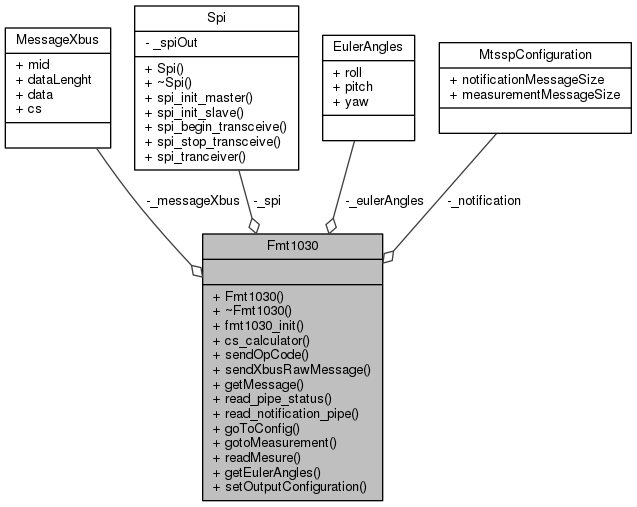 MessageXbus
+ mid
+ dataLenght
+ data
+ cs
Spi
- _spiOut
+ Spi()
+ ~Spi()
+ spi_init_master()
+ spi_init_slave()
+ spi_begin_transceive()
+ spi_stop_transceive()
+ spi_tranceiver()
EulerAngles
+ roll
+ pitch
+ yaw
MtsspConfiguration
+ notificationMessageSize
+ measurementMessageSize
-_messageXbus
-_spi
-_eulerAngles
-_notification
Fmt1030
+ Fmt1030()
+ ~Fmt1030()
+ fmt1030_init()
+ cs_calculator()
+ sendOpCode()
+ sendXbusRawMessage()
+ getMessage()
+ read_pipe_status()
+ read_notification_pipe()
+ goToConfig()
+ gotoMeasurement()
+ readMesure()
+ getEulerAngles()
+ setOutputConfiguration()